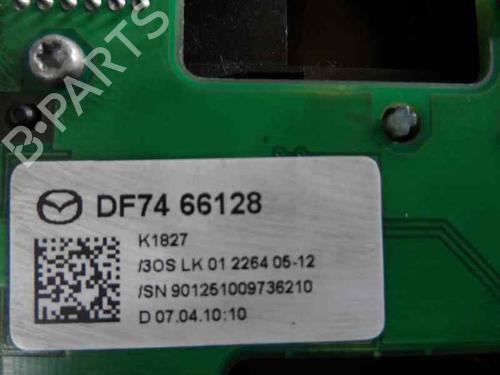 B-PARTS
DF74 66128
K1827
/3OS LK 01 2264 05-12
/SN 901251009736210
D 07.04.10:10